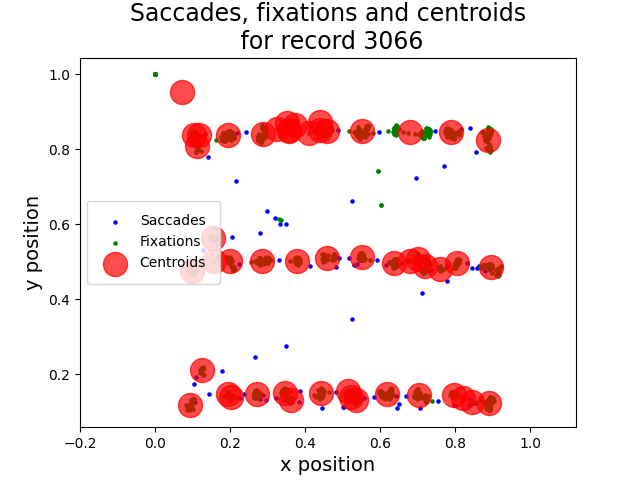 Saccades, fixations and centroids
for record 3066
1.0
0.8
0.6
0.4
0.2
y position
Saccades
Fixations
Centroids
−0.2
0.0
0.2
0.4
0.6
0.8
1.0
x position